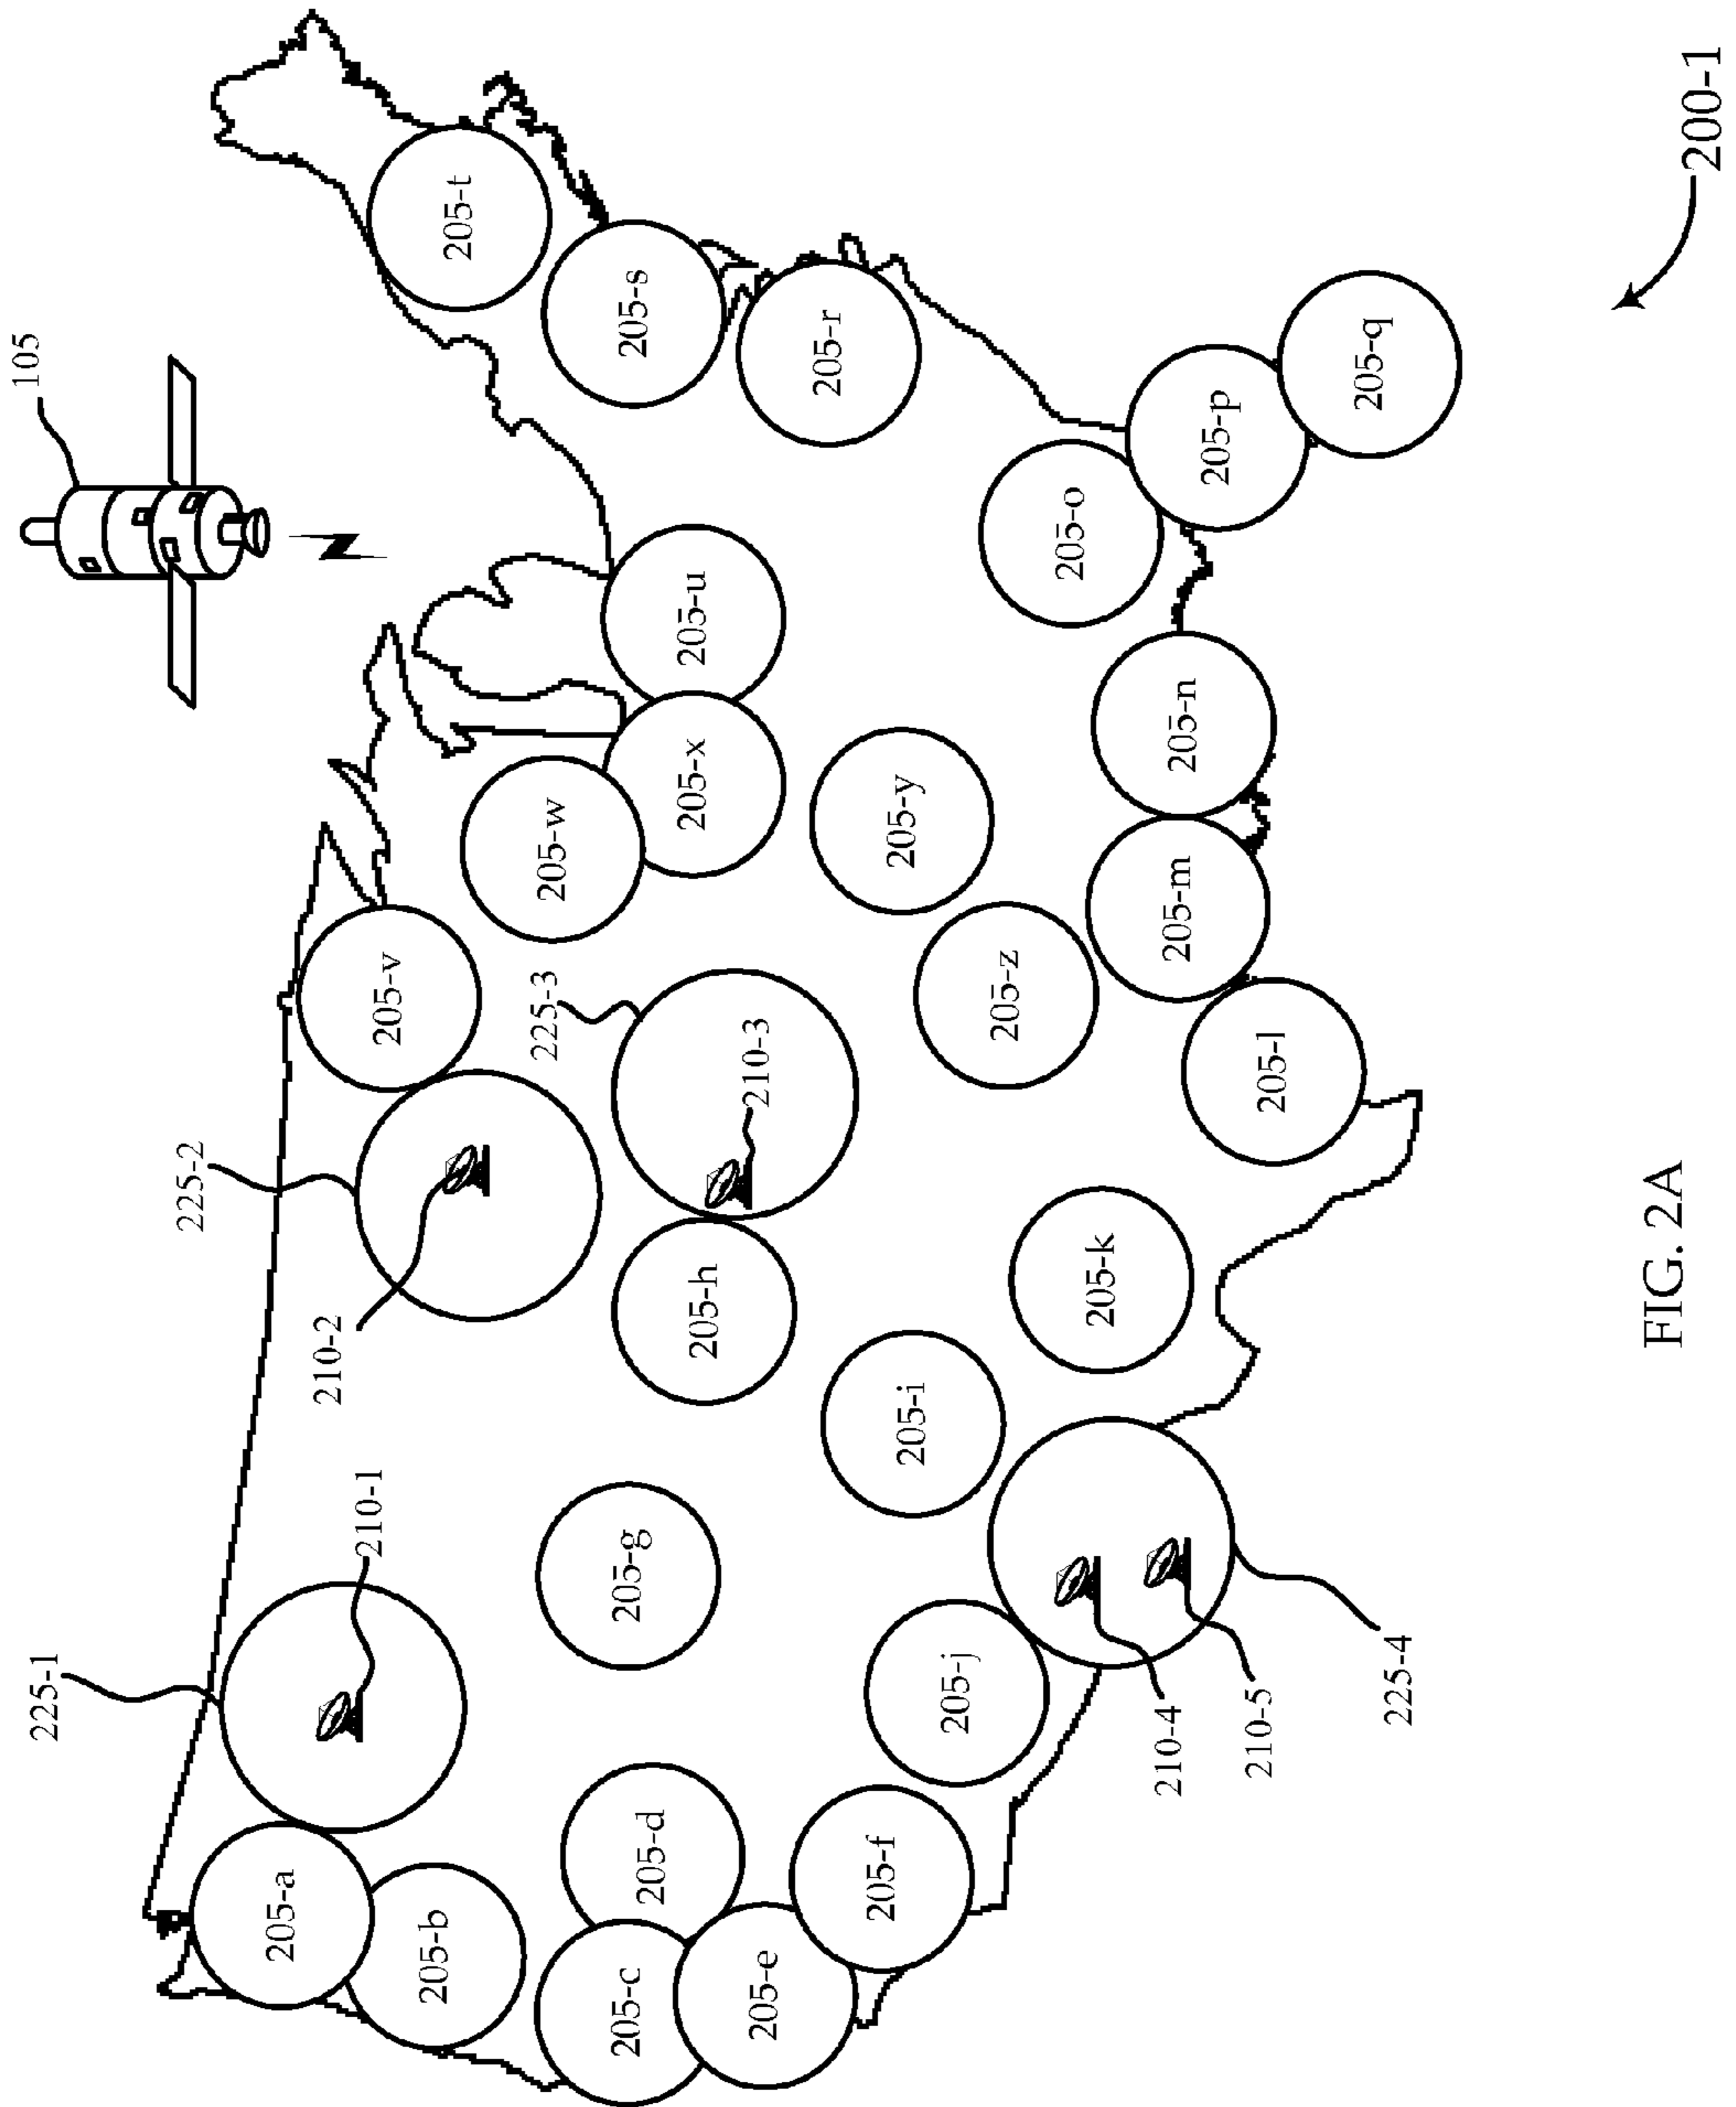 105
225-1
225-2
225-3
210-1
210-2
210-3
210-4
210-5
225-4
205-a
205-b
205-c
205-d
205-e
205-f
205-g
205-h
205-i
205-j
205-k
205-l
205-m
205-n
205-o
205-p
205-q
205-r
205-s
205-t
205-u
205-v
205-w
205-x
205-y
205-z
200-1
FIG. 2A